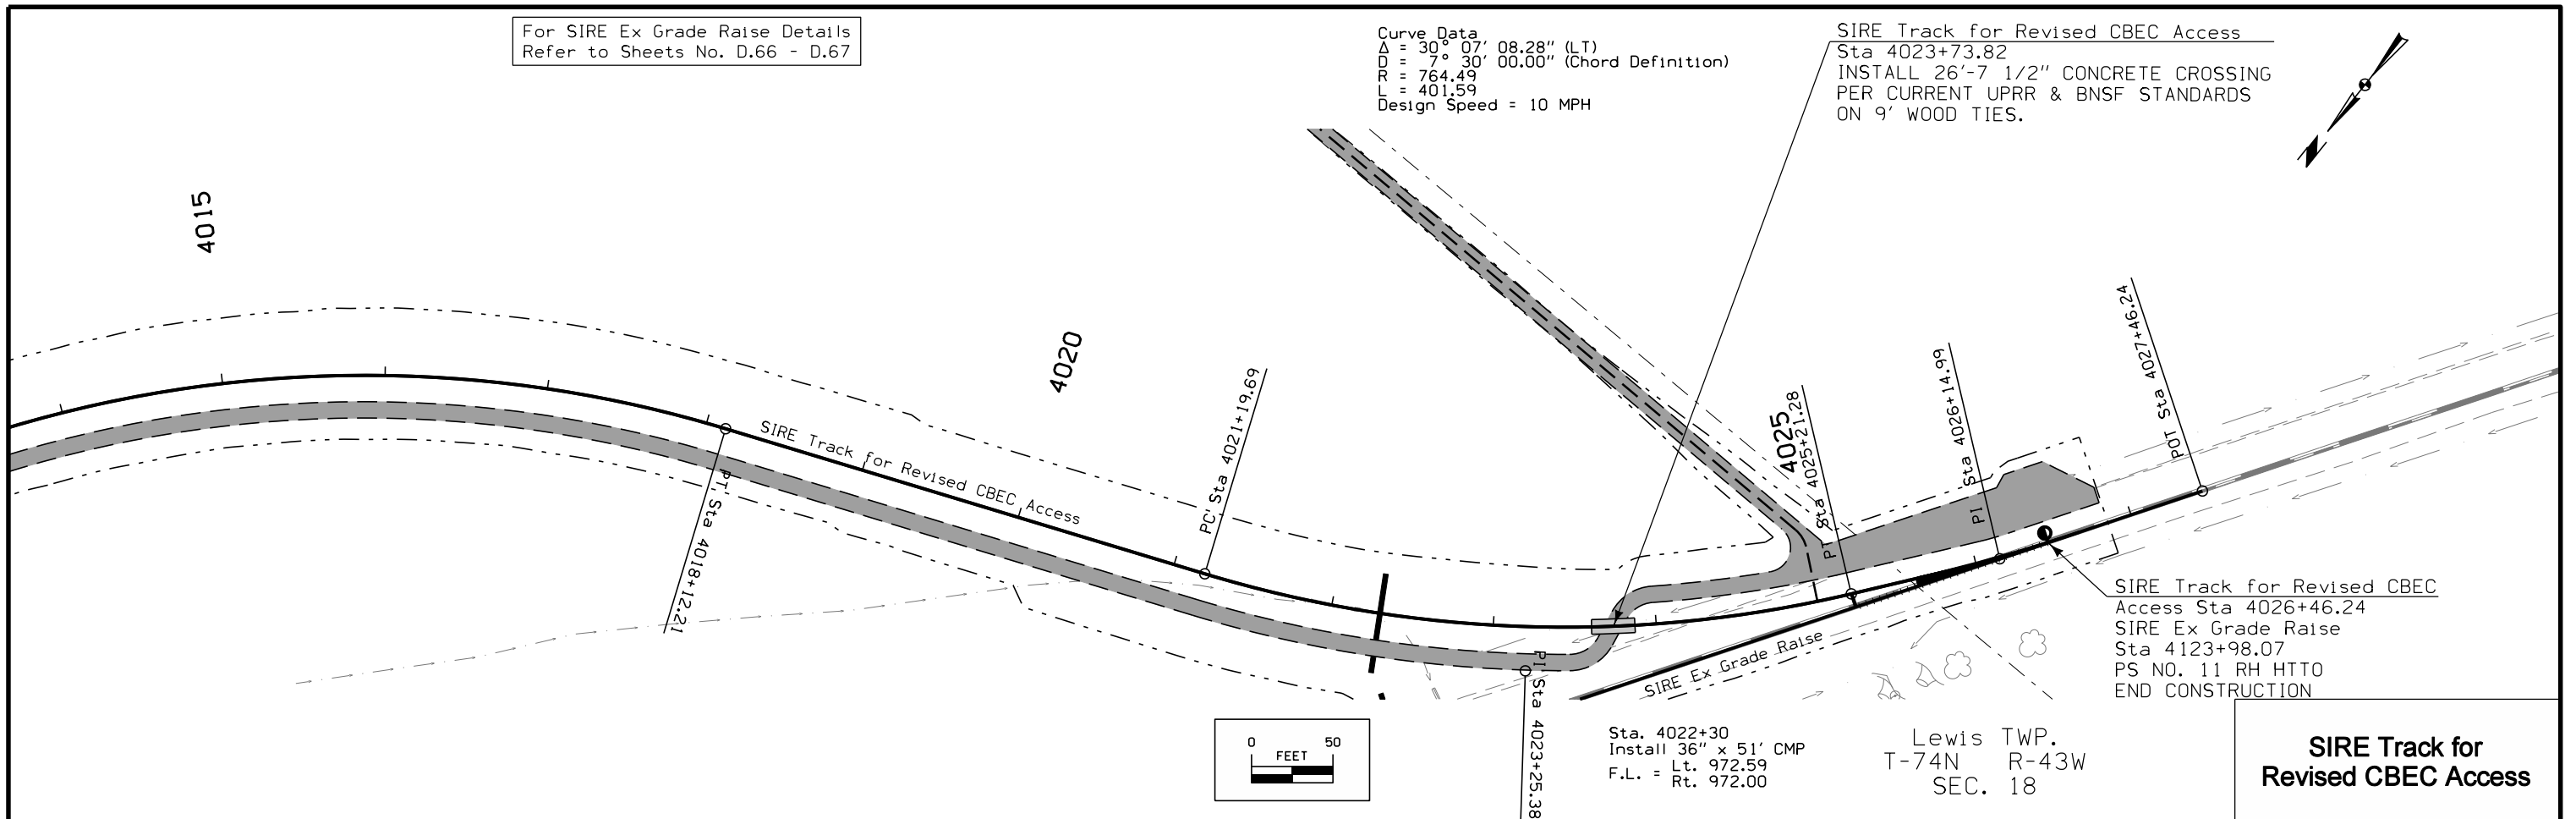 For SIRE Ex Grade Raise Details
Refer to Sheets No. D.66 - D.67
Curve Data
Δ = 30° 07' 08.28" (LT)
D = 7° 30' 00.00" (Chord Definition)
R = 764.49
L = 401.59
Design Speed = 10 MPH
SIRE Track for Revised CBEC Access
Sta 4023+73.82
INSTALL 26'-7 1/2" CONCRETE CROSSING
PER CURRENT UPRR & BNSF STANDARDS
ON 9' WOOD TIES.
N
4015
4020
4025
SIRE Track for Revised CBEC Access
PT Sta 4018+12.21
PC Sta 4021+19.69
PI Sta 4023+25.38
PT Sta 4025+21.28
PI Sta 4026+14.99
POT Sta 4027+46.24
SIRE Ex Grade Raise
SIRE Track for Revised CBEC
Access Sta 4026+46.24
SIRE Ex Grade Raise
Sta 4123+98.07
PS NO. 11 RH HTTO
END CONSTRUCTION
0 50
FEET
Sta. 4022+30
Install 36" x 51' CMP
F.L. = Lt. 972.59
Rt. 972.00
Lewis TWP.
T-74N R-43W
SEC. 18
SIRE Track for
Revised CBEC Access